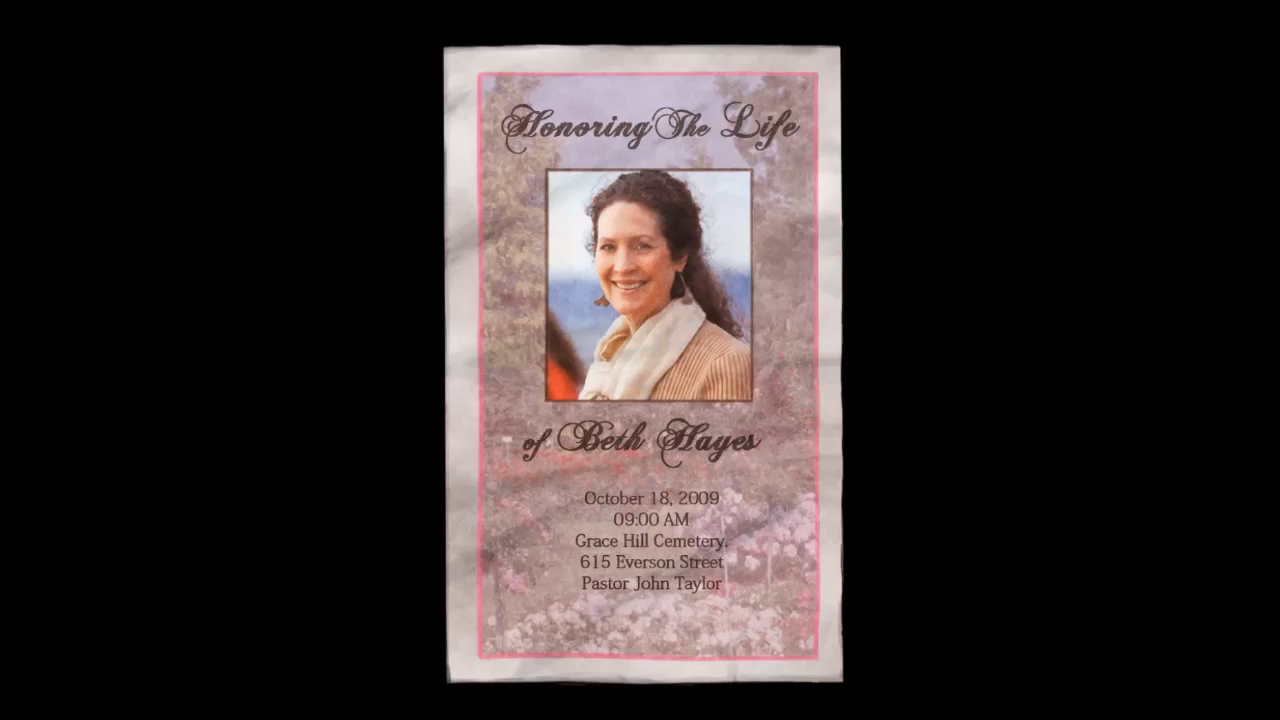 Honoring The Life
of Beth Hayes
October 18, 2009
09:00 AM
Grace Hill Cemetery,
615 Everson Street
Pastor John Taylor